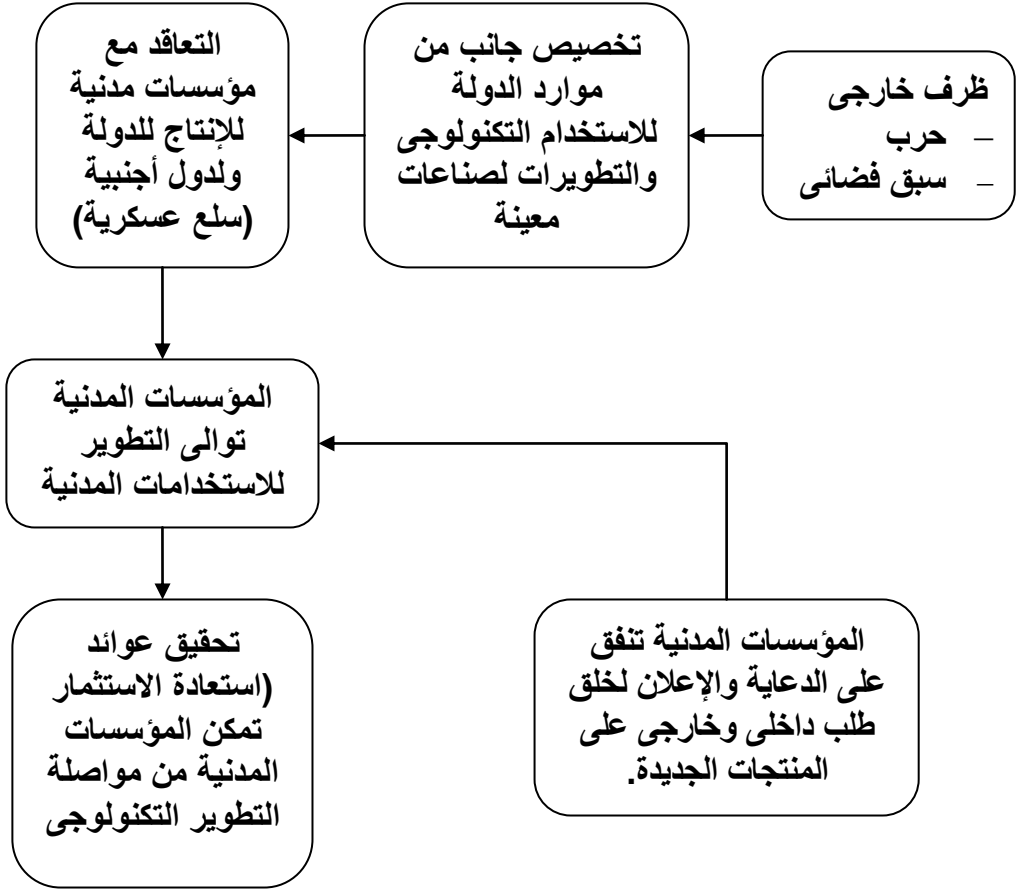 ظرف خارجى
– حرب
– سبق فضائى
تخصيص جانب من
موارد الدولة
للاستخدام التكنولوجى
والتطويرات لصناعات
معينة
التعاقد مع
مؤسسات مدنية
للإنتاج للدولة
ولدول أجنبية
(سلع عسكرية)
المؤسسات المدنية
توالى التطوير
للاستخدامات المدنية
المؤسسات المدنية تنفق
على الدعاية والإعلان لخلق
طلب داخلى وخارجى على
المنتجات الجديدة.
تحقيق عوائد
(استعادة الاستثمار
تمكن المؤسسات
المدنية من مواصلة
التطوير التكنولوجى